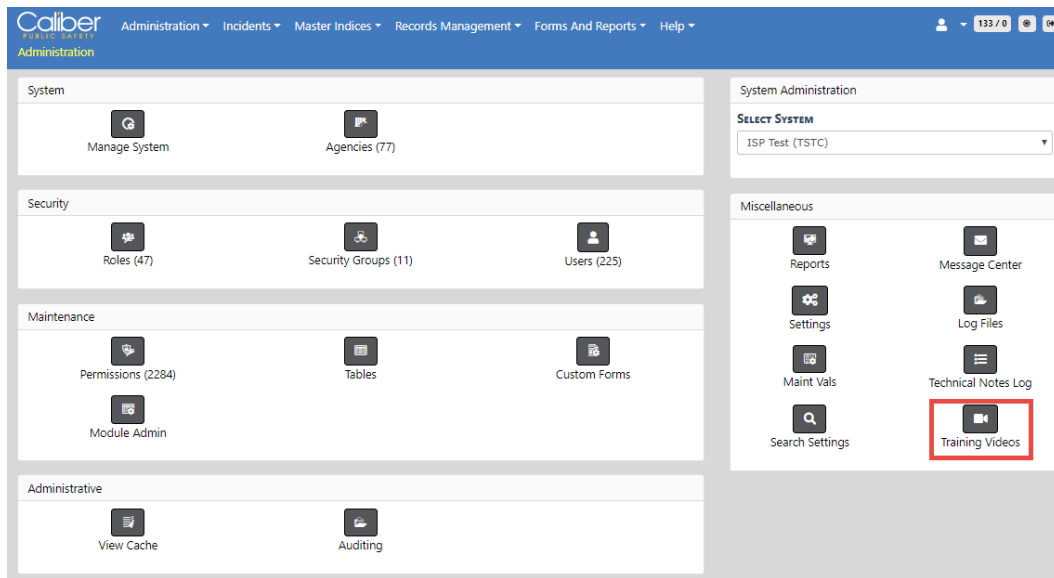 Caliber
PUBLIC SAFETY
Administration Incidents Master Indices Records Management Forms And Reports Help
133 / 0
Administration
System
Manage System
Agencies (77)
Security
Roles (47)
Security Groups (11)
Users (225)
Maintenance
Permissions (2284)
Tables
Custom Forms
Module Admin
Administrative
View Cache
Auditing
System Administration
SELECT SYSTEM
ISP Test (TSTC)
Miscellaneous
Reports
Message Center
Settings
Log Files
Maint Vals
Technical Notes Log
Search Settings
Training Videos